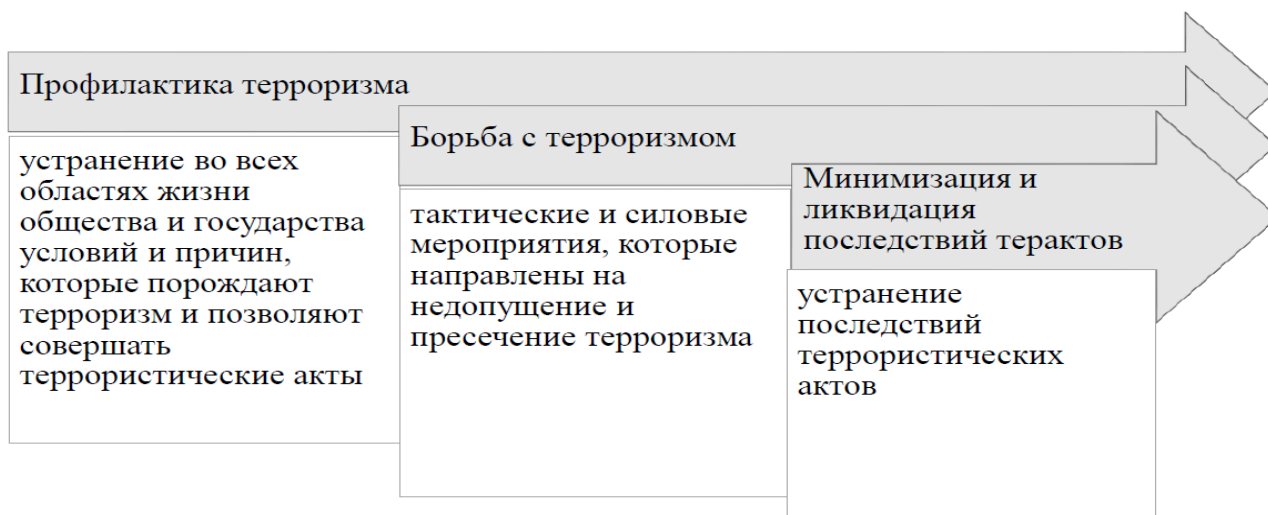 Профилактика терроризма
устранение во всех
областях жизни
общества и государства
условий и причин,
которые порождают
терроризм и позволяют
совершать
террористические акты
Борьба с терроризмом
тактические и силовые
мероприятия, которые
направлены на
недопущение и
пресечение терроризма
Минимизация и
ликвидация
последствий терактов
устранение
последствий
террористических
актов